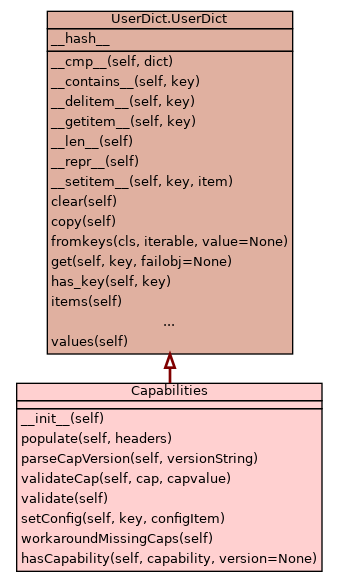 UserDict.UserDict
__hash__
__cmp__(self, dict)
__contains__(self, key)
__delitem__(self, key)
__getitem__(self, key)
__len__(self)
__repr__(self)
__setitem__(self, key, item)
clear(self)
copy(self)
fromkeys(cls, iterable, value=None)
get(self, key, failobj=None)
has_key(self, key)
items(self)
...
values(self)
Capabilities
__init__(self)
populate(self, headers)
parseCapVersion(self, versionString)
validateCap(self, cap, capvalue)
validate(self)
setConfig(self, key, configItem)
workaroundMissingCaps(self)
hasCapability(self, capability, version=None)